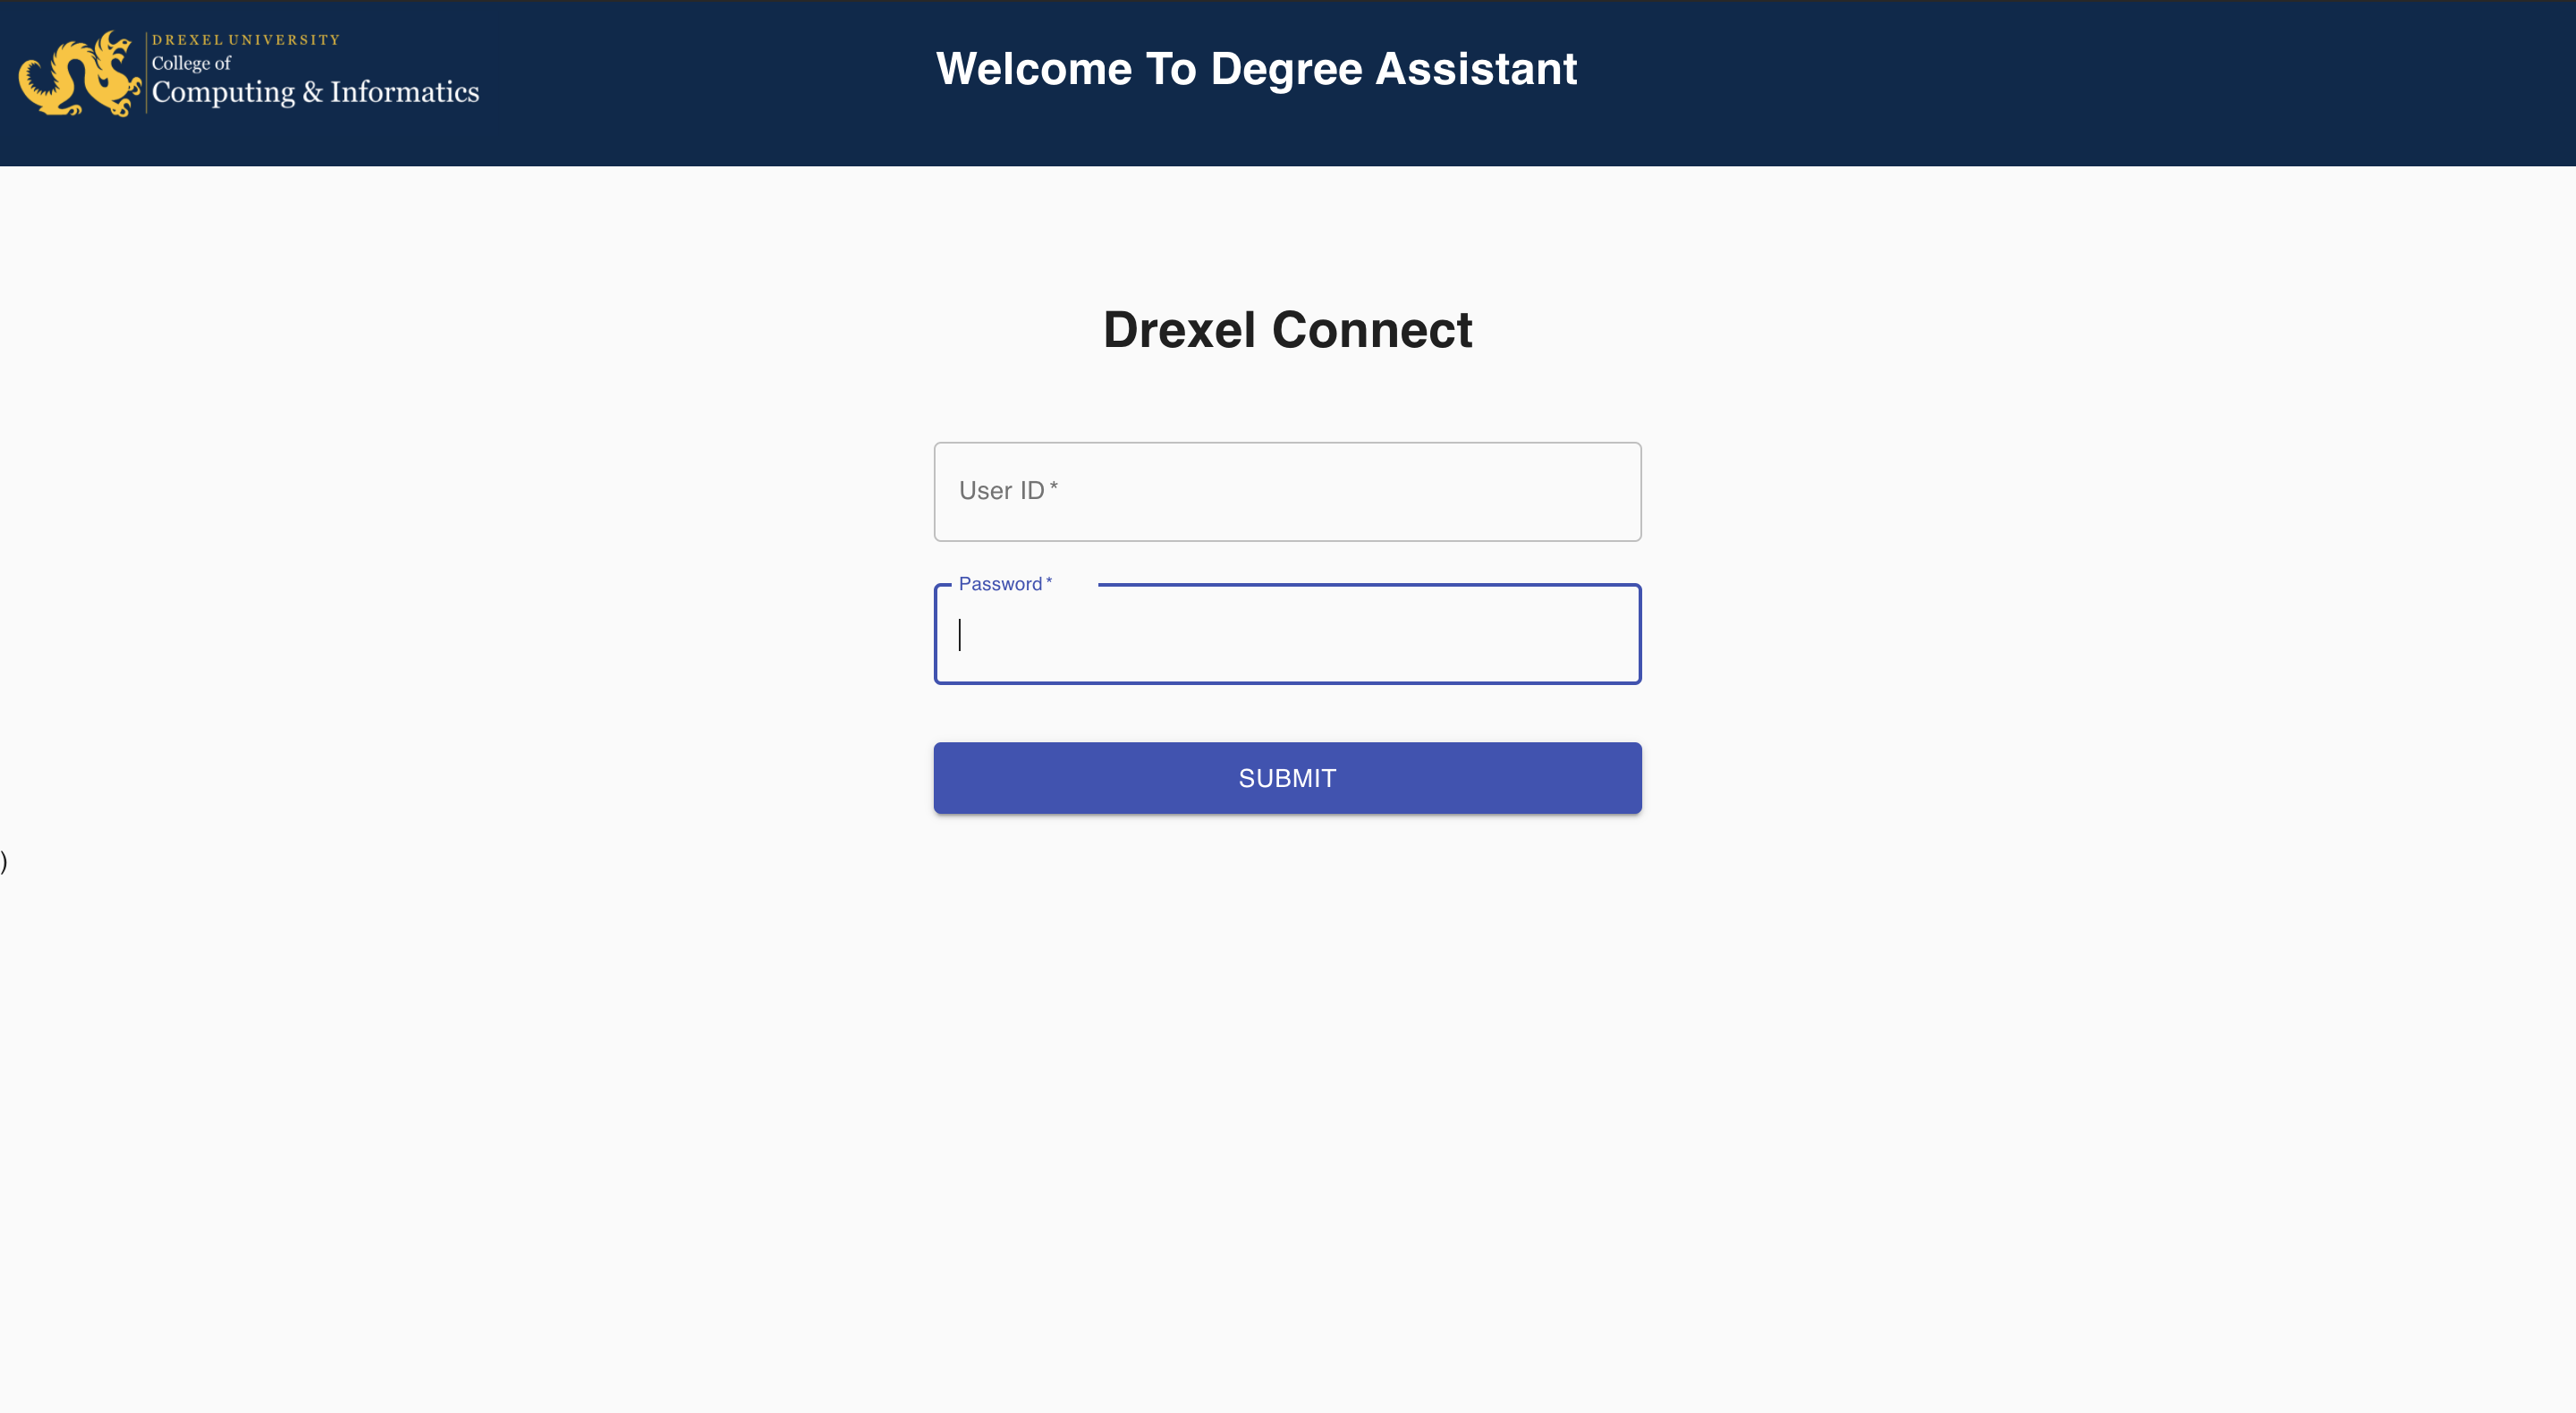 DREXEL UNIVERSITY
College of
Computing & Informatics
Welcome To Degree Assistant
Drexel Connect
User ID *
Password *
SUBMIT
)